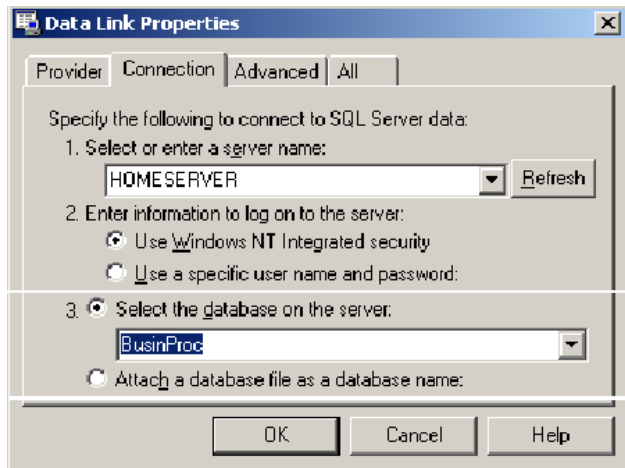 Data Link Properties
Provider Connection Advanced All
Specify the following to connect to SQL Server data:
1. Select or enter a server name:
HOMESERVER Refresh
2. Enter information to log on to the server:
Use Windows NT Integrated security
Use a specific user name and password:
3. Select the database on the server:
BusinProc
Attach a database file as a database name:
OK Cancel Help